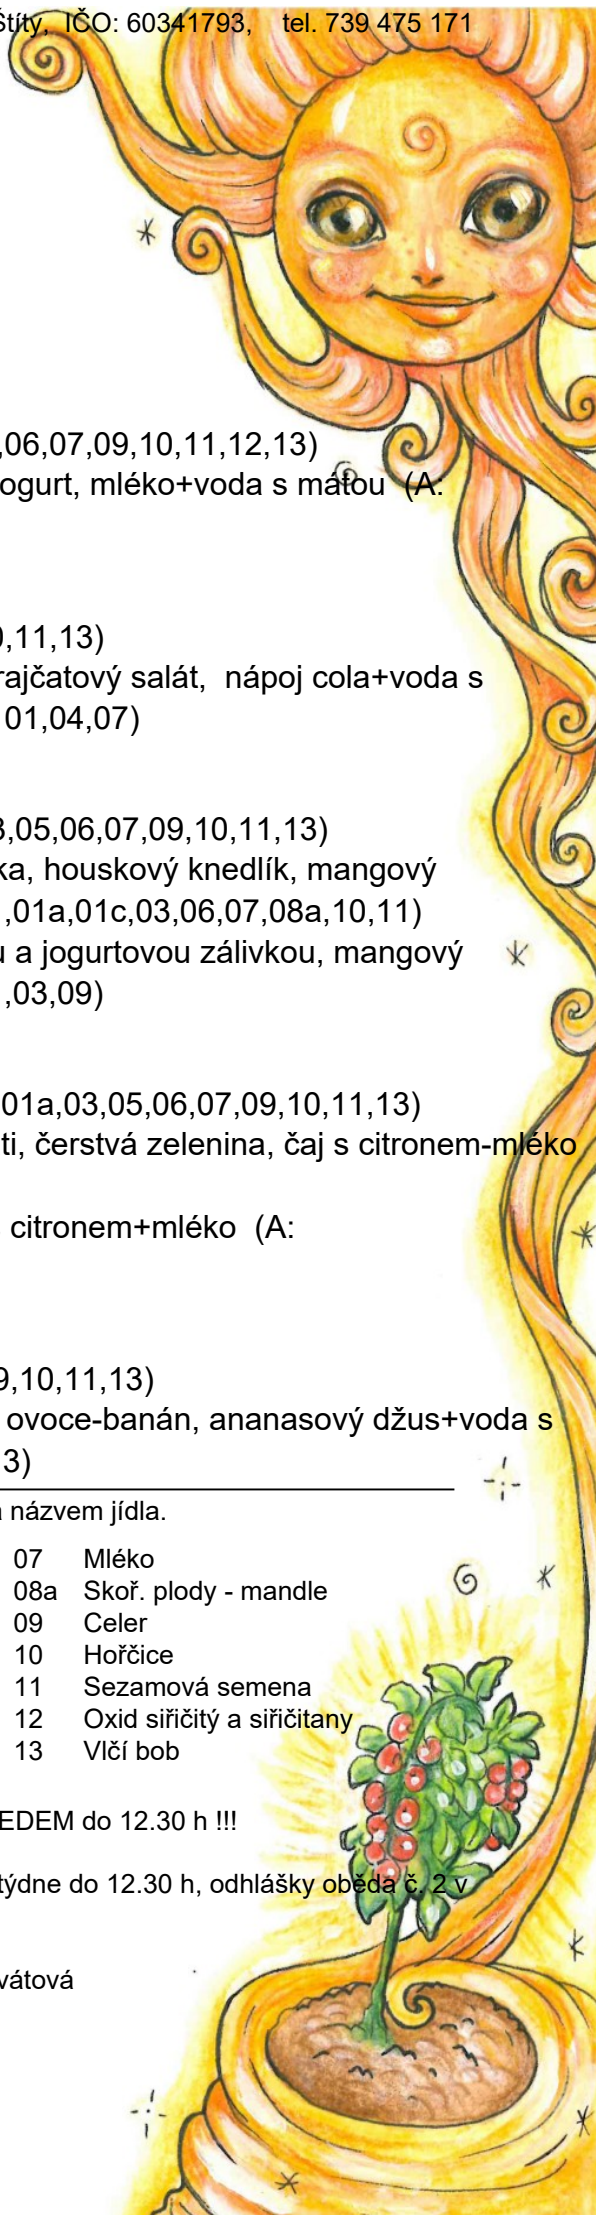 Štíty, IČO: 60341793, tel. 739 475 171
,06,07,09,10,11,12,13)
ogurt, mléko+voda s mátou (A:
0,11,13)
rajčatový salát, nápoj cola+voda s
01,04,07)
3,05,06,07,09,10,11,13)
ka, houskový knedlík, mangový
,01a,01c,03,06,07,08a,10,11)
u a jogurtovou zálivkou, mangový
,03,09)
01a,03,05,06,07,09,10,11,13)
ti, čerstvá zelenina, čaj s citronem-mléko
citronem+mléko (A:
9,10,11,13)
ovoce-banán, ananasový džus+voda s
3)
a názvem jídla.
07 Mléko
08a Skoř. plody - mandle
09 Celer
10 Hořčice
11 Sezamová semena
12 Oxid siřičitý a siřičitany
13 Vlčí bob
EDEM do 12.30 h !!!
týdne do 12.30 h, odhlášky oběda č. 2 v
vátová